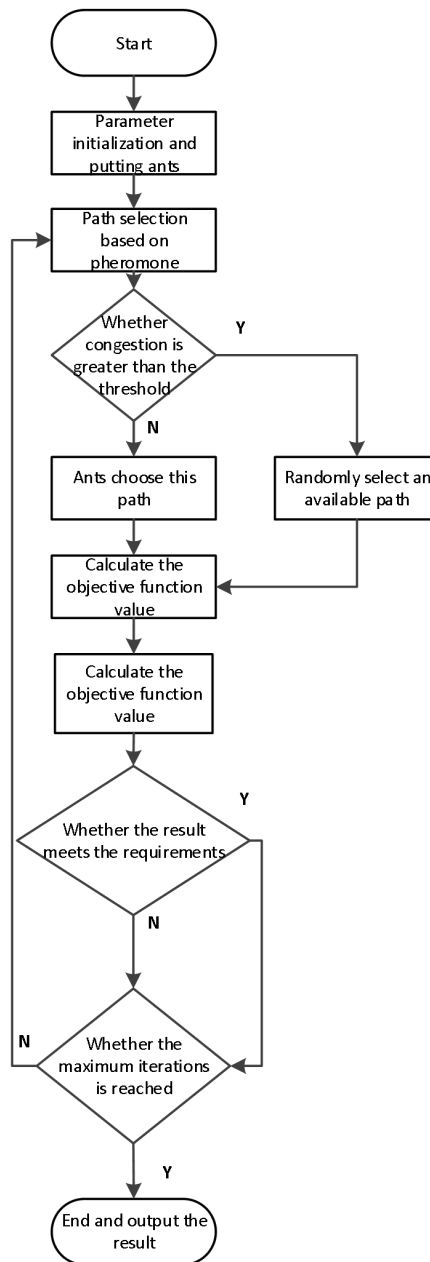 Start
Parameter
initialization and
putting ants
Path selection
based on
pheromone
Whether
congestion is
greater than the
threshold
Y
N
Ants choose this
path
Randomly select an
available path
Calculate the
objective function
value
Calculate the
objective function
value
Y
Whether the result
meets the requirements
N
N
Whether the
maximum iterations
is reached
Y
End and output the
result